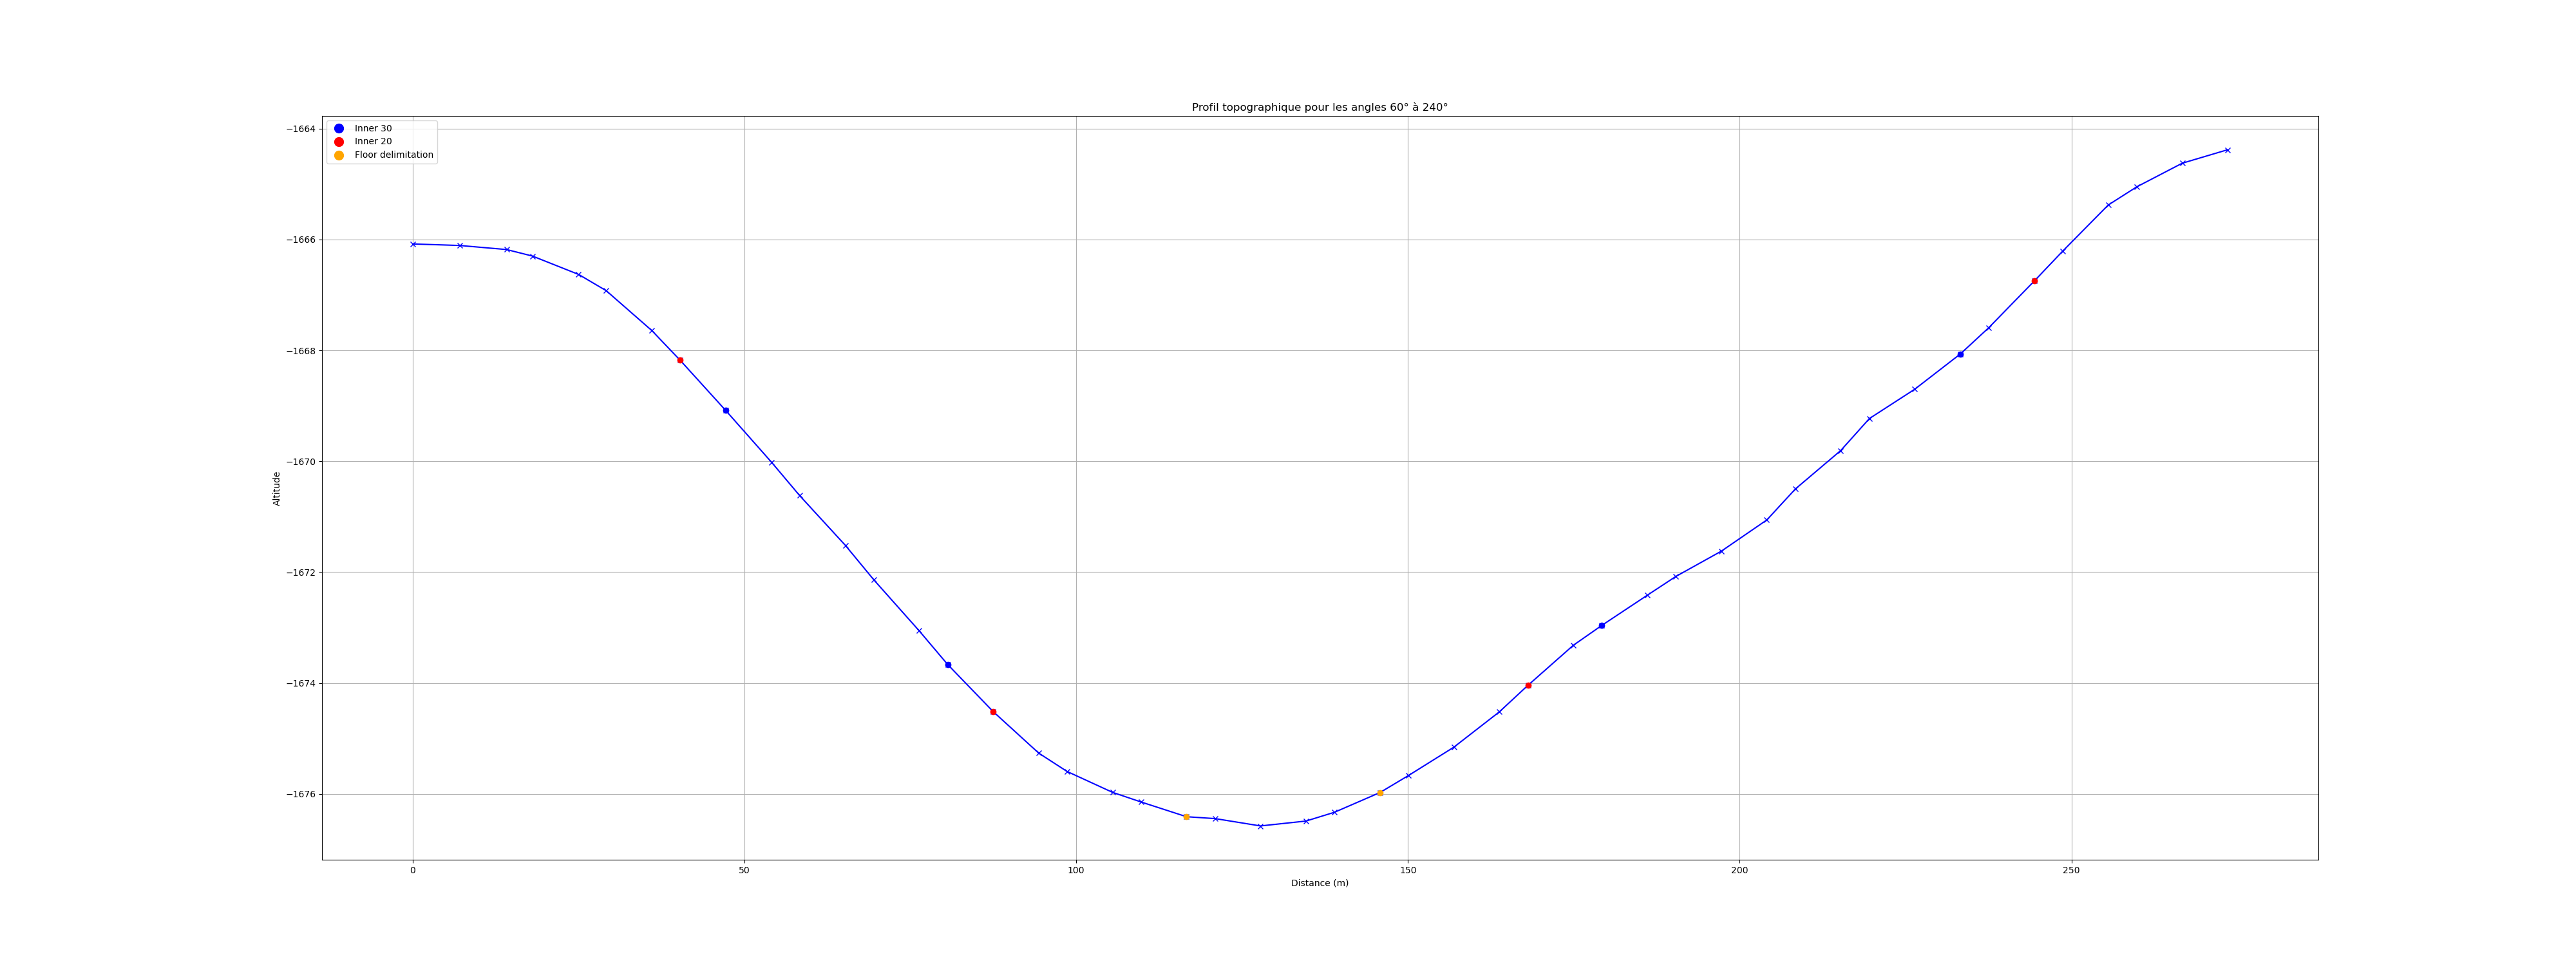 Profil topographique pour les angles 60° à 240°
Inner 30
Inner 20
Floor delimitation
−1664
−1666
−1668
−1670
−1672
−1674
−1676
Altitude
0
50
100
150
200
250
Distance (m)